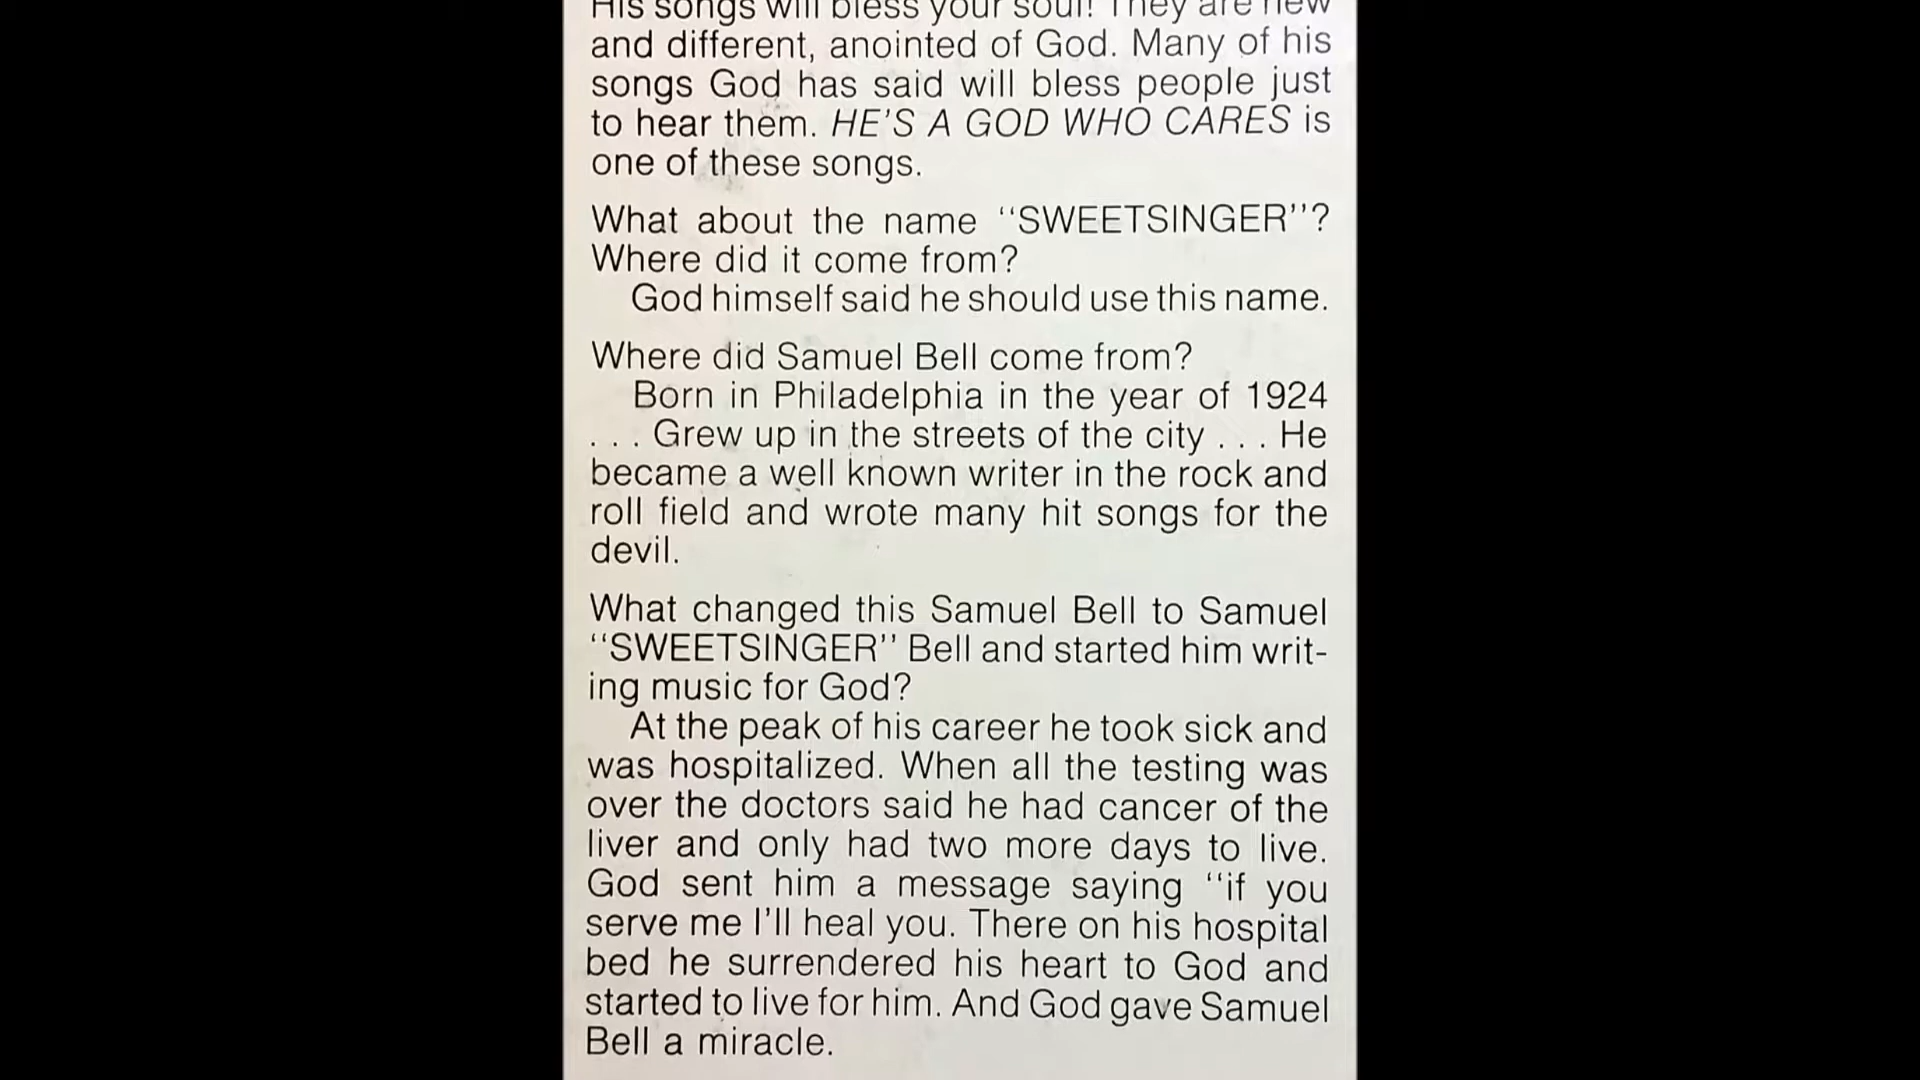 His songs will bless your soul! They are new
and different, anointed of God. Many of his
songs God has said will bless people just
to hear them. HE'S A GOD WHO CARES is
one of these songs.
What about the name "SWEETSINGER"?
Where did it come from?
God himself said he should use this name.
Where did Samuel Bell come from?
Born in Philadelphia in the year of 1924
. . . Grew up in the streets of the city . . . He
became a well known writer in the rock and
roll field and wrote many hit songs for the
devil.
What changed this Samuel Bell to Samuel
"SWEETSINGER" Bell and started him writ-
ing music for God?
At the peak of his career he took sick and
was hospitalized. When all the testing was
over the doctors said he had cancer of the
liver and only had two more days to live.
God sent him a message saying "if you
serve me I'll heal you. There on his hospital
bed he surrendered his heart to God and
started to live for him. And God gave Samuel
Bell a miracle.